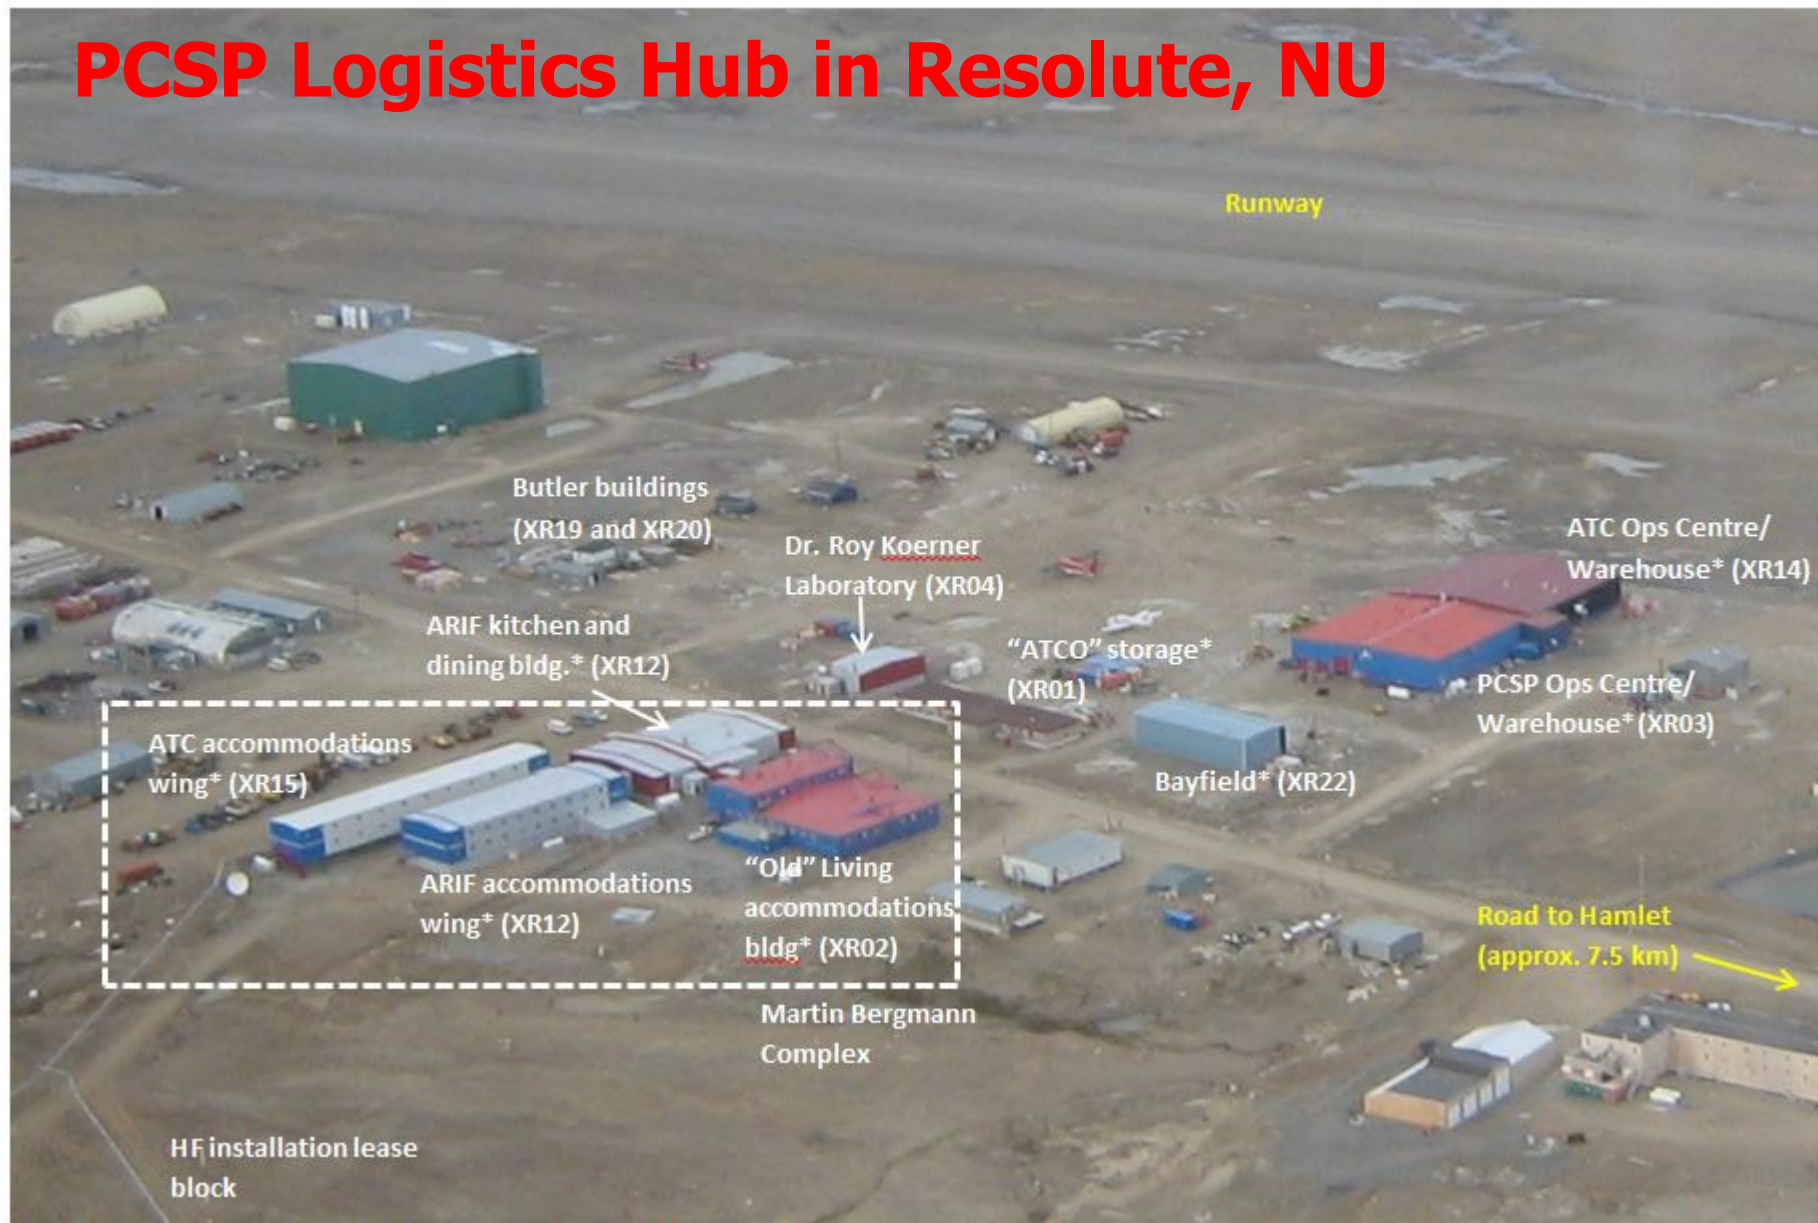 PCSP Logistics Hub in Resolute, NU
Runway
Butler buildings
(XR19 and XR20)
Dr. Roy Koerner
Laboratory (XR04)
ATC Ops Centre/
Warehouse* (XR14)
ARIF kitchen and
dining bldg.* (XR12)
“ATCO” storage*
(XR01)
PCSP Ops Centre/
Warehouse* (XR03)
ATC accommodations
wing* (XR15)
Bayfield* (XR22)
ARIF accommodations
wing* (XR12)
“Old” Living
accommodations
bldg* (XR02)
Road to Hamlet
(approx. 7.5 km)
Martin Bergmann
Complex
HF installation lease
block